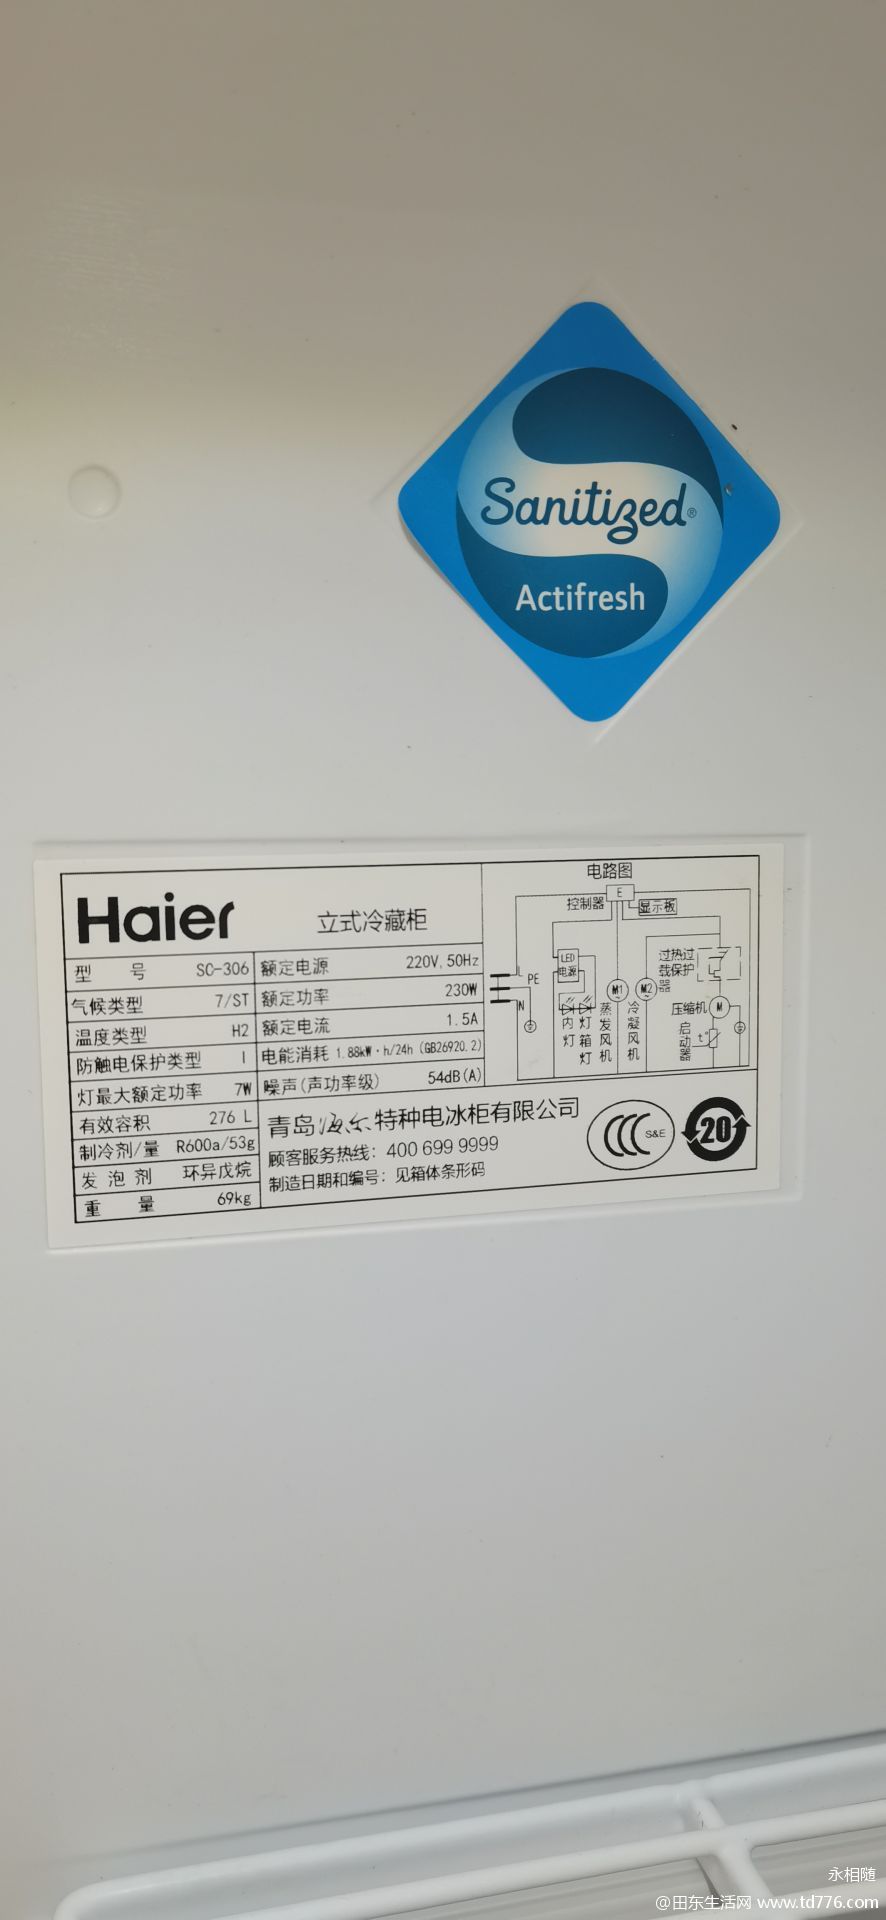 Sanitized®
Actifresh
Haier 立式冷藏柜
型 号 SC-306
气候类型 7/ST
温度类型 H2
防触电保护类型 I
灯最大额定功率 7W
有效容积 276 L
制冷剂/量 R600a/53g
发 泡 剂 环异戊烷
重 量 69kg
额定电源 220V,50Hz
额定功率 230W
额定电流 1.5A
电能消耗 1.88kW·h/24h (GB26920.2)
噪声(声功率级) 54dB(A)
电路图
控制器 E
显示板
L
PE
N
LED
电源
内灯
灯箱灯
M1
~
蒸发风机
M2
~
冷凝风机
过热过
载保护
器
压缩机 M
启动器
t°
青岛海尔特种电冰柜有限公司
顾客服务热线: 400 699 9999
制造日期和编号: 见箱体条形码
CCC S&E
20
永相随
@田东生活网 www.td776.com